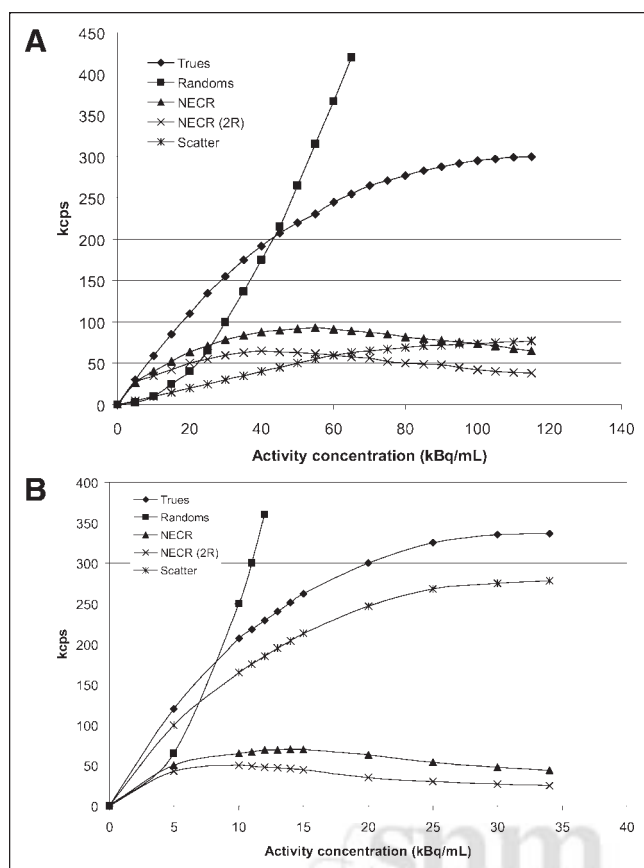 A
450
400
350
300
250
200
150
100
50
0
kcps
Trues
Randoms
NECR
NECR (2R)
Scatter
0 20 40 60 80 100 120 140
Activity concentration (kBq/mL)
B
400
350
300
250
200
150
100
50
0
kcps
Trues
Randoms
NECR
NECR (2R)
Scatter
0 5 10 15 20 25 30 35 40
Activity concentration (kBq/mL)
snm